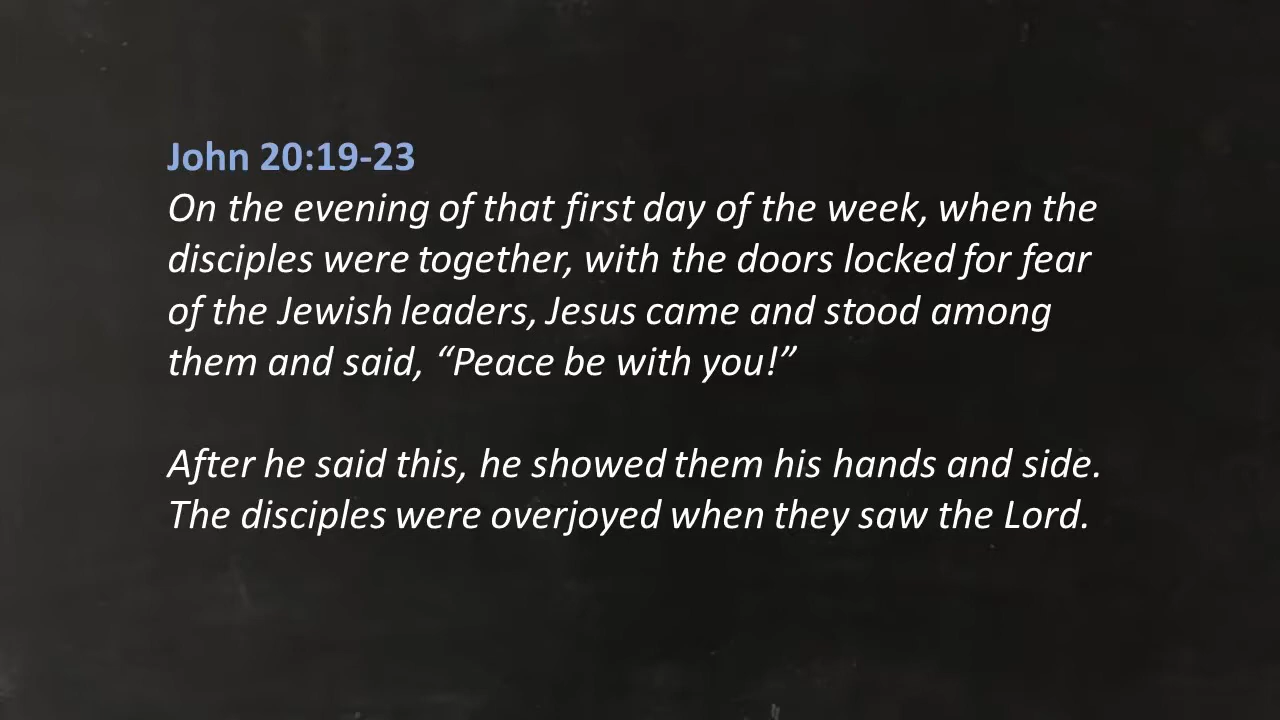 John 20:19-23
On the evening of that first day of the week, when the
disciples were together, with the doors locked for fear
of the Jewish leaders, Jesus came and stood among
them and said, “Peace be with you!”
After he said this, he showed them his hands and side.
The disciples were overjoyed when they saw the Lord.